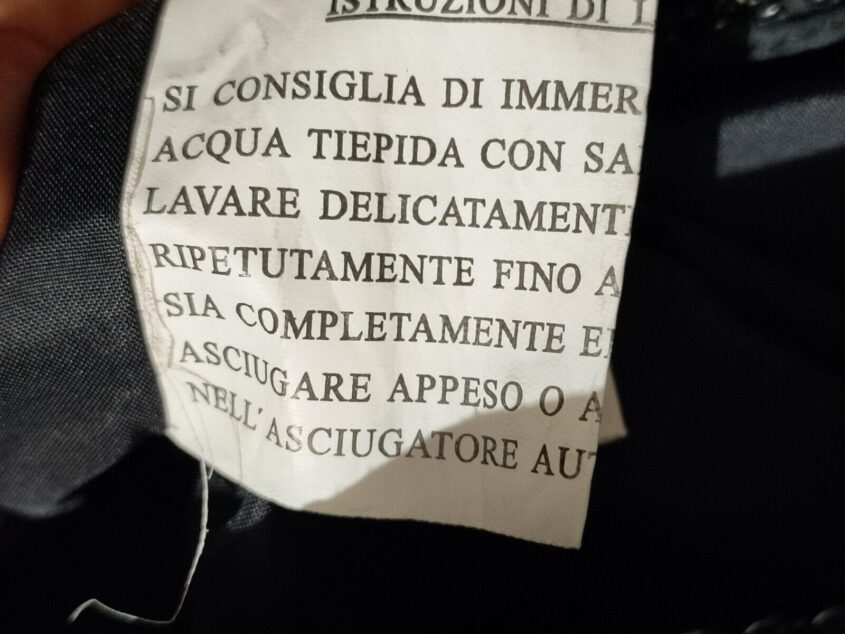 ISTRUZIONI DI L
SI CONSIGLIA DI IMMER
ACQUA TIEPIDA CON SA
LAVARE DELICATAMENT
RIPETUTAMENTE FINO A
SIA COMPLETAMENTE E
ASCIUGARE APPESO O A
NELL'ASCIUGATORE AUT